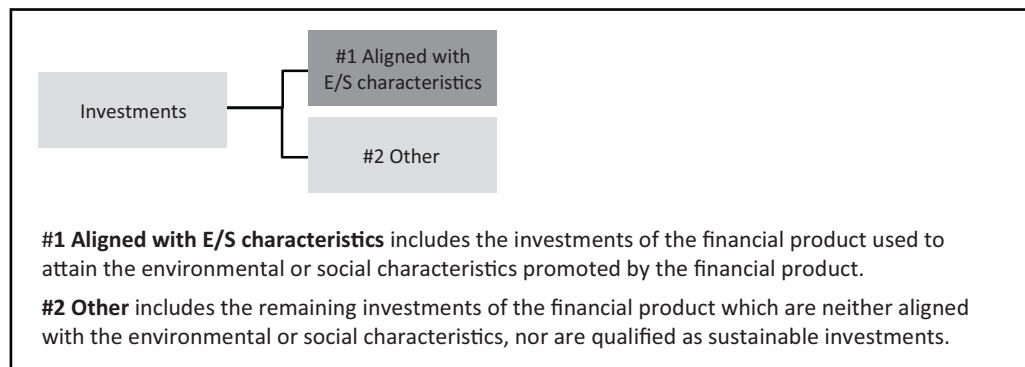 #1 Aligned with
E/S characteristics
Investments
#2 Other
#1 Aligned with E/S characteristics includes the investments of the financial product used to
attain the environmental or social characteristics promoted by the financial product.
#2 Other includes the remaining investments of the financial product which are neither aligned
with the environmental or social characteristics, nor are qualified as sustainable investments.